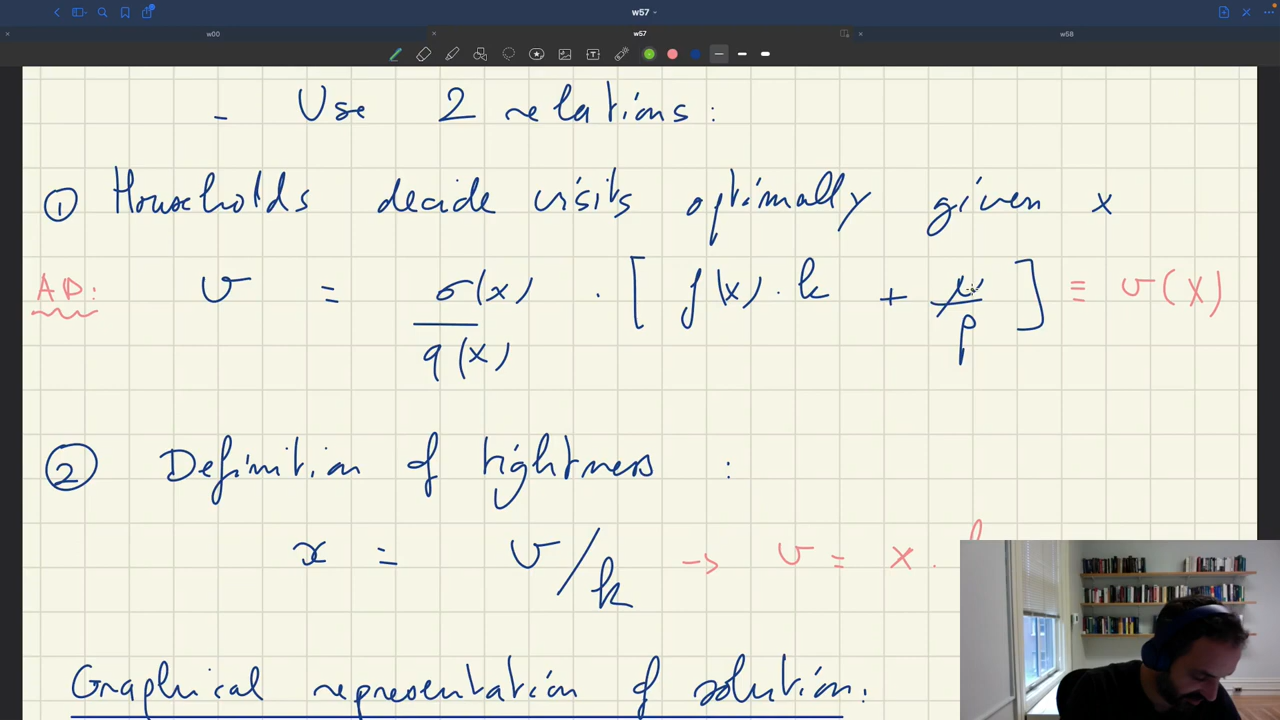 w57
w00
w57
w58
- Use 2 relations:
① Households decide visits optimally given x
AD: v = σ(x)/q(x) · [f(x) · k + μ/p] = v(x)
② Definition of tightness :
x = v/k → v = x ·
Graphical representation of solution: